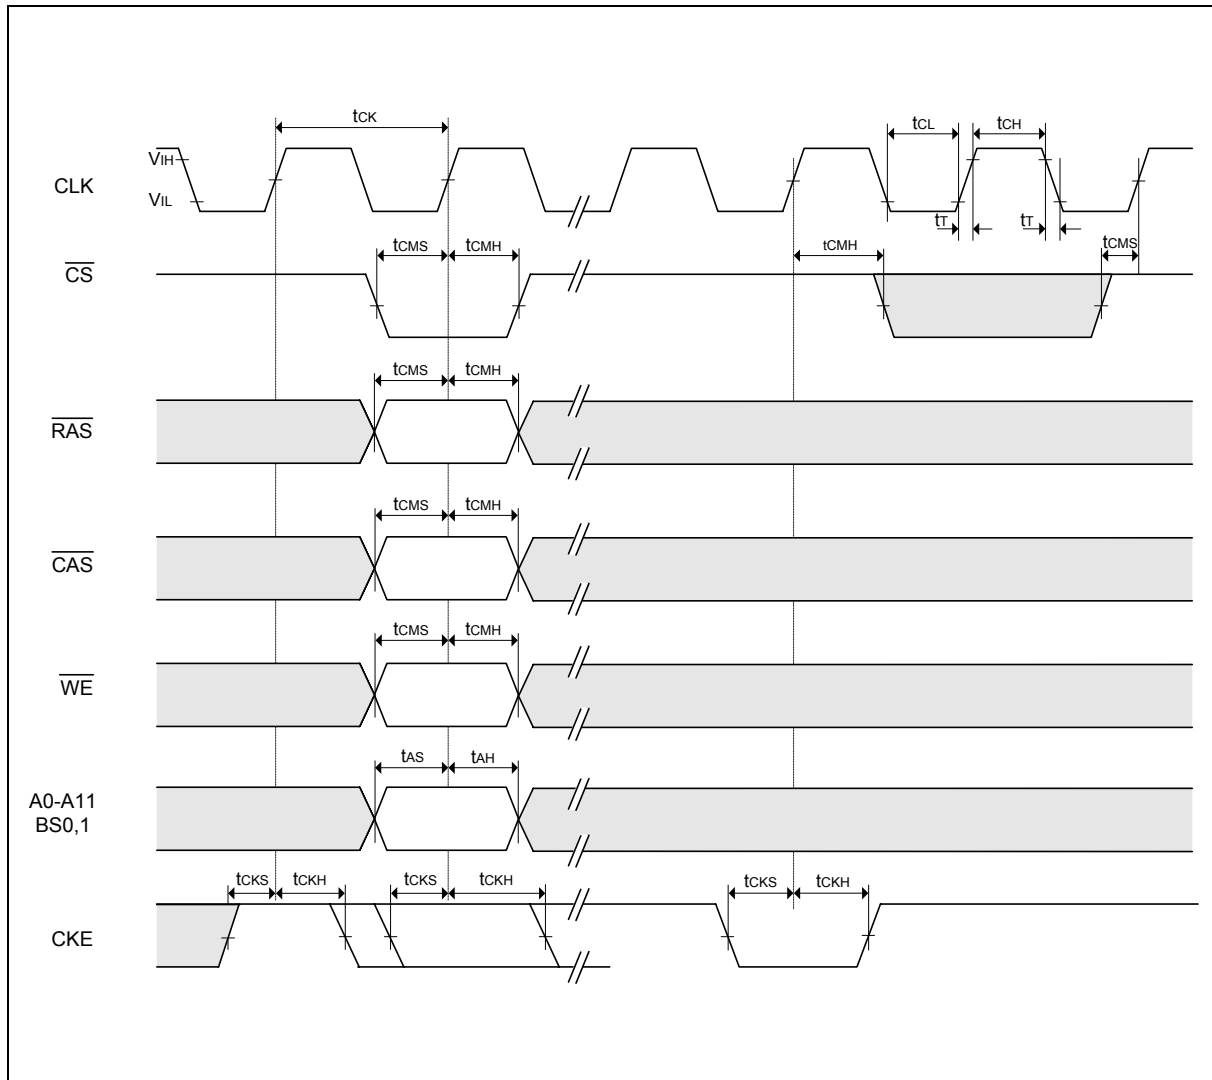 tCK
tCL
tCH
VIH
CLK
VIL
tT
tT
tCMS
tCMH
tCMH
tCMS
CS
tCMS
tCMH
RAS
tCMS
tCMH
CAS
tCMS
tCMH
WE
tAS
tAH
A0-A11
BS0,1
tCKS
tCKH
tCKS
tCKH
tCKS
tCKH
CKE